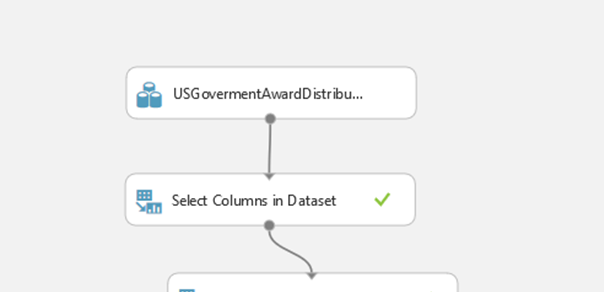 USGovermentAwardDistribu...
Select Columns in Dataset